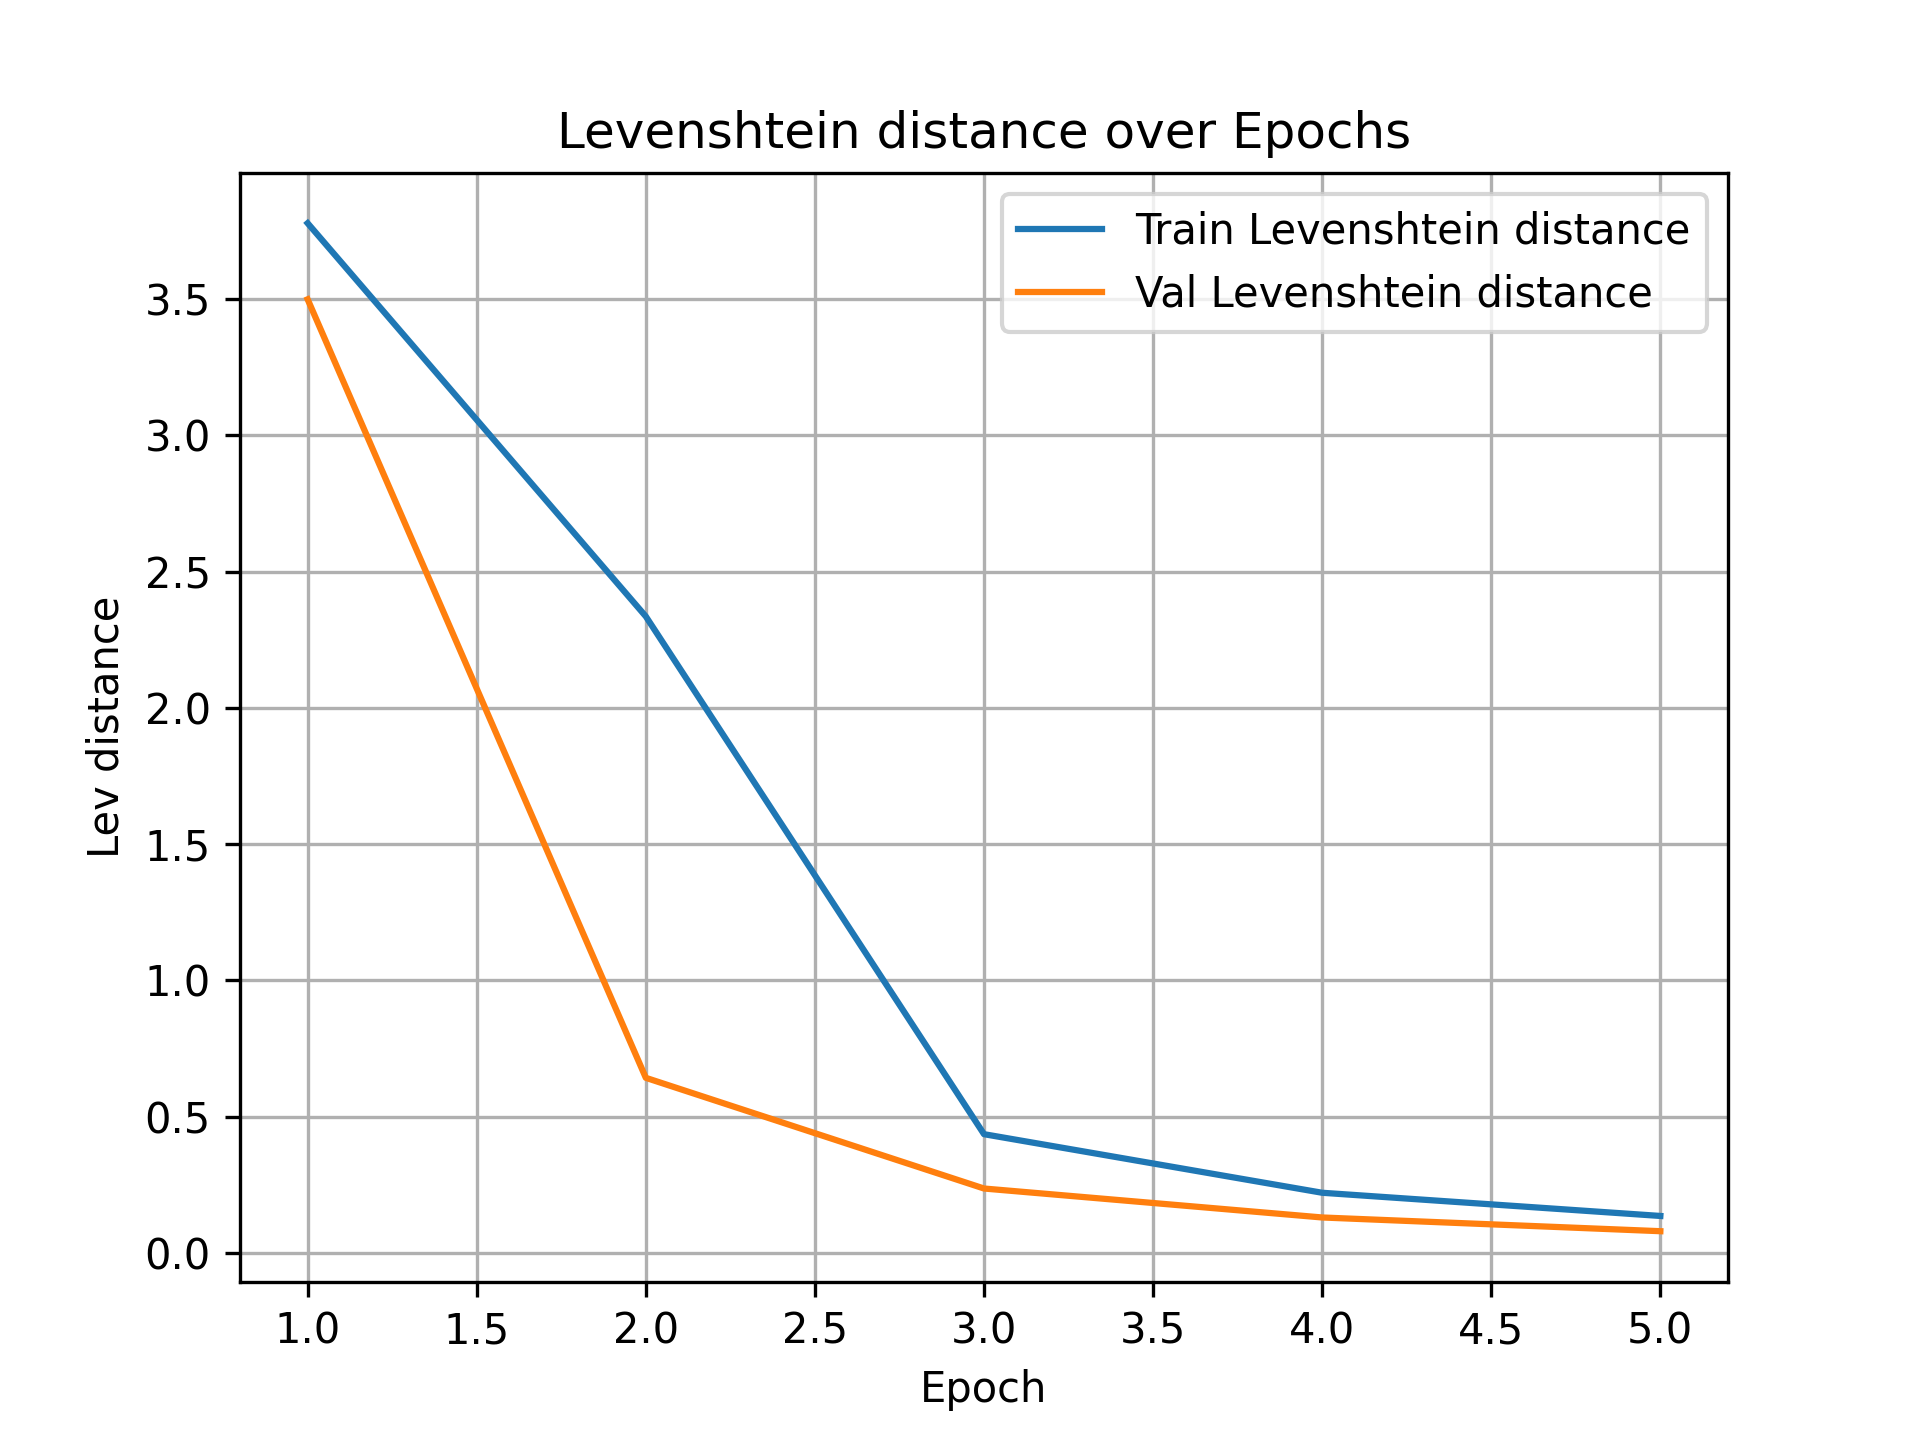 Levenshtein distance over Epochs
Train Levenshtein distance
Val Levenshtein distance
Lev distance
3.5
3.0
2.5
2.0
1.5
1.0
0.5
0.0
1.0 1.5 2.0 2.5 3.0 3.5 4.0 4.5 5.0
Epoch